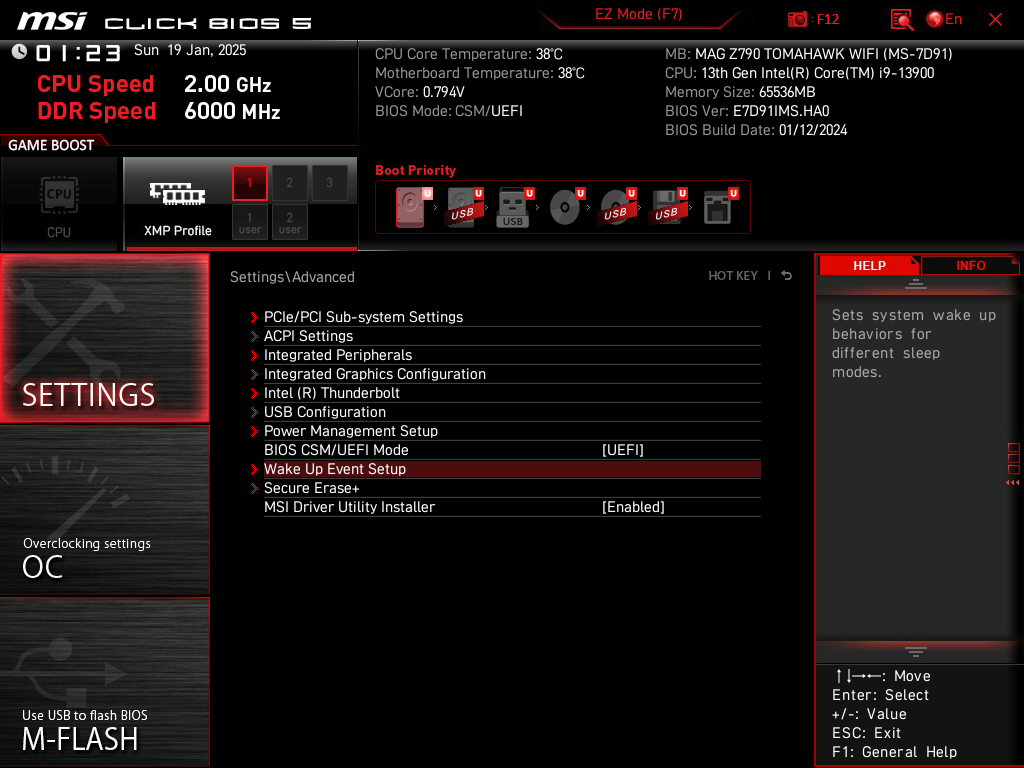 msi CLICK BIOS 5
EZ Mode (F7)
: F12
En
01:23 Sun 19 Jan, 2025
CPU Speed 2.00 GHz
DDR Speed 6000 MHz
CPU Core Temperature: 38°C
Motherboard Temperature: 38°C
VCore: 0.794V
BIOS Mode: CSM/UEFI
MB: MAG Z790 TOMAHAWK WIFI (MS-7D91)
CPU: 13th Gen Intel(R) Core(TM) i9-13900
Memory Size: 65536MB
BIOS Ver: E7D91IMS.HA0
BIOS Build Date: 01/12/2024
GAME BOOST
CPU
CPU
XMP Profile
1 2 3
1 user 2 user
Boot Priority
U U U U U U U
USB USB USB USB
SETTINGS
Overclocking settings
OC
Use USB to flash BIOS
M-FLASH
Settings\Advanced
HOT KEY |
PCIe/PCI Sub-system Settings
ACPI Settings
Integrated Peripherals
Integrated Graphics Configuration
Intel (R) Thunderbolt
USB Configuration
Power Management Setup
BIOS CSM/UEFI Mode [UEFI]
Wake Up Event Setup
Secure Erase+
MSI Driver Utility Installer [Enabled]
HELP INFO
Sets system wake up
behaviors for
different sleep
modes.
↑↓→←: Move
Enter: Select
+/-: Value
ESC: Exit
F1: General Help